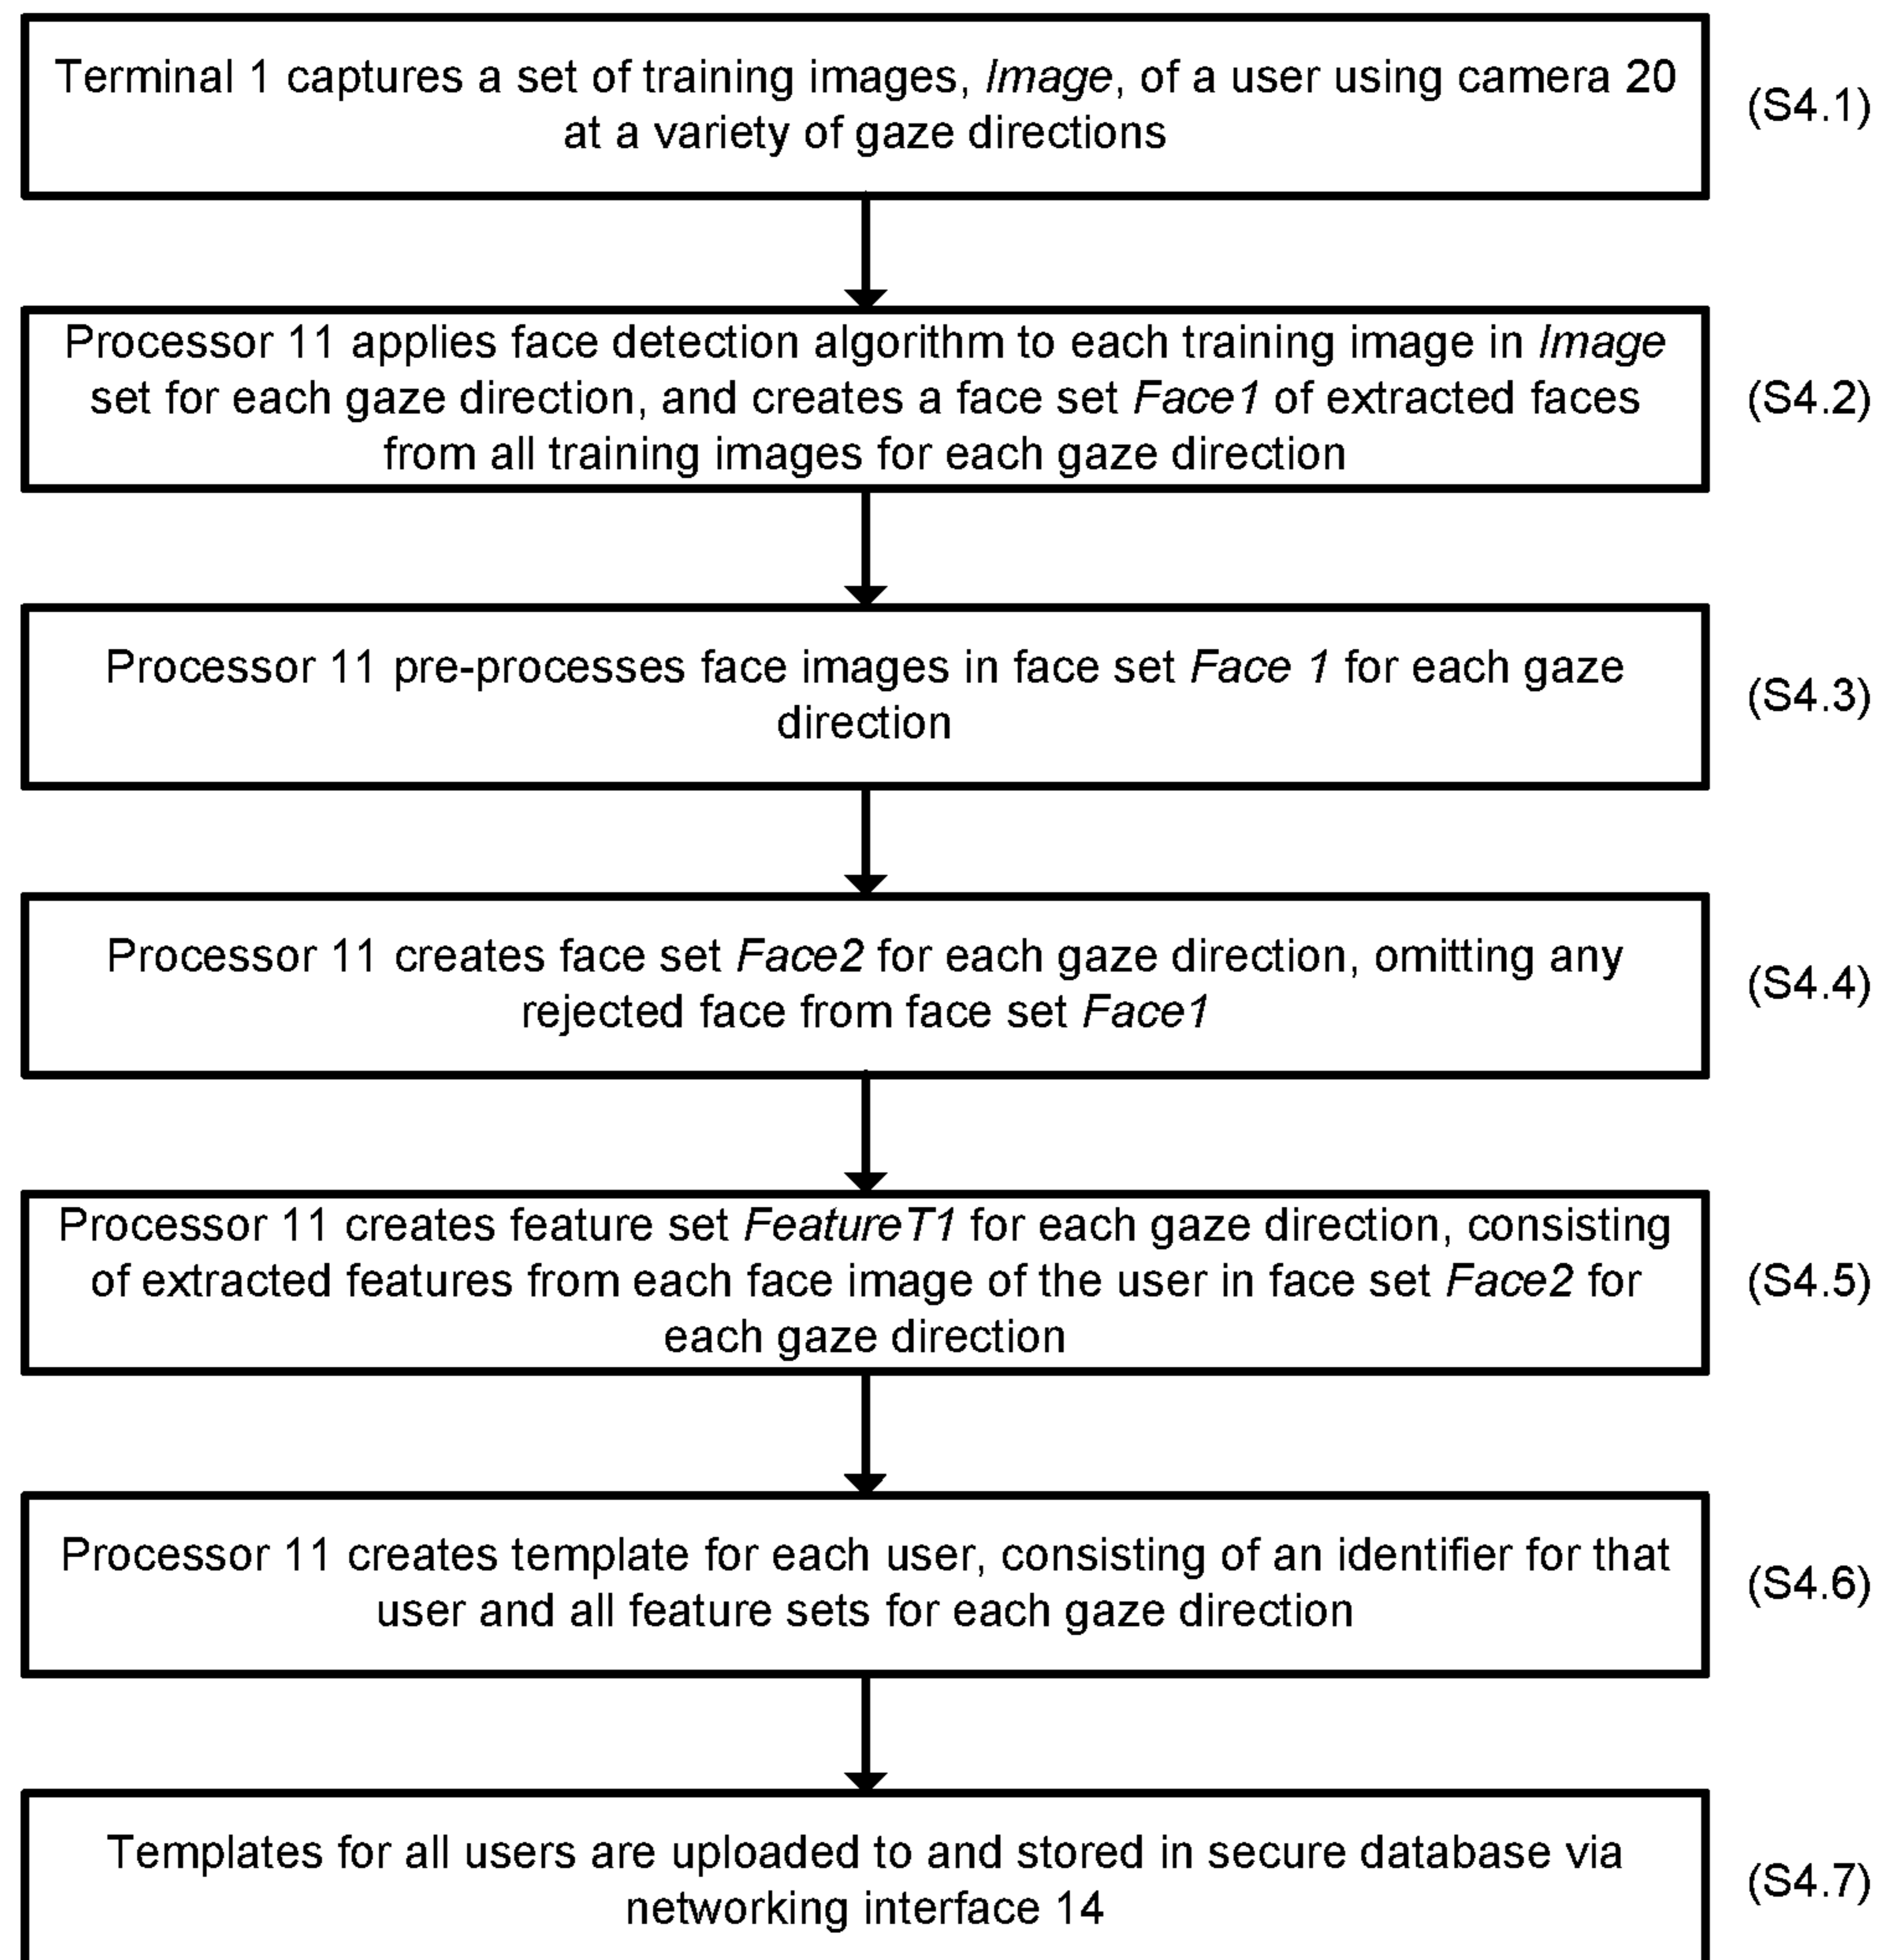 Terminal 1 captures a set of training images, Image, of a user using camera 20
at a variety of gaze directions
(S4.1)
Processor 11 applies face detection algorithm to each training image in Image
set for each gaze direction, and creates a face set Face1 of extracted faces
from all training images for each gaze direction
(S4.2)
Processor 11 pre-processes face images in face set Face 1 for each gaze
direction
(S4.3)
Processor 11 creates face set Face2 for each gaze direction, omitting any
rejected face from face set Face1
(S4.4)
Processor 11 creates feature set FeatureT1 for each gaze direction, consisting
of extracted features from each face image of the user in face set Face2 for
each gaze direction
(S4.5)
Processor 11 creates template for each user, consisting of an identifier for that
user and all feature sets for each gaze direction
(S4.6)
Templates for all users are uploaded to and stored in secure database via
networking interface 14
(S4.7)